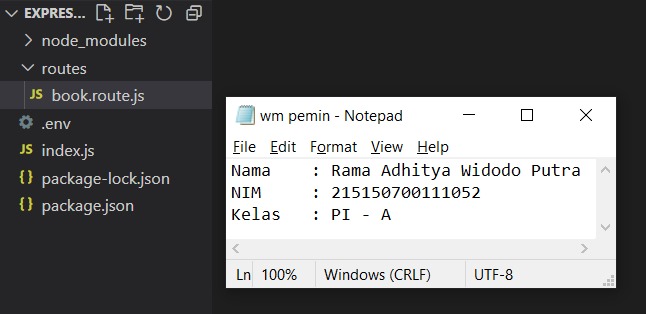 EXPRES...
node_modules
routes
JS book.route.js
.env
JS index.js
{} package-lock.json
{} package.json
wm pemin - Notepad
File Edit Format View Help
Nama : Rama Adhitya Widodo Putra
NIM : 215150700111052
Kelas : PI - A
Ln 100% Windows (CRLF) UTF-8